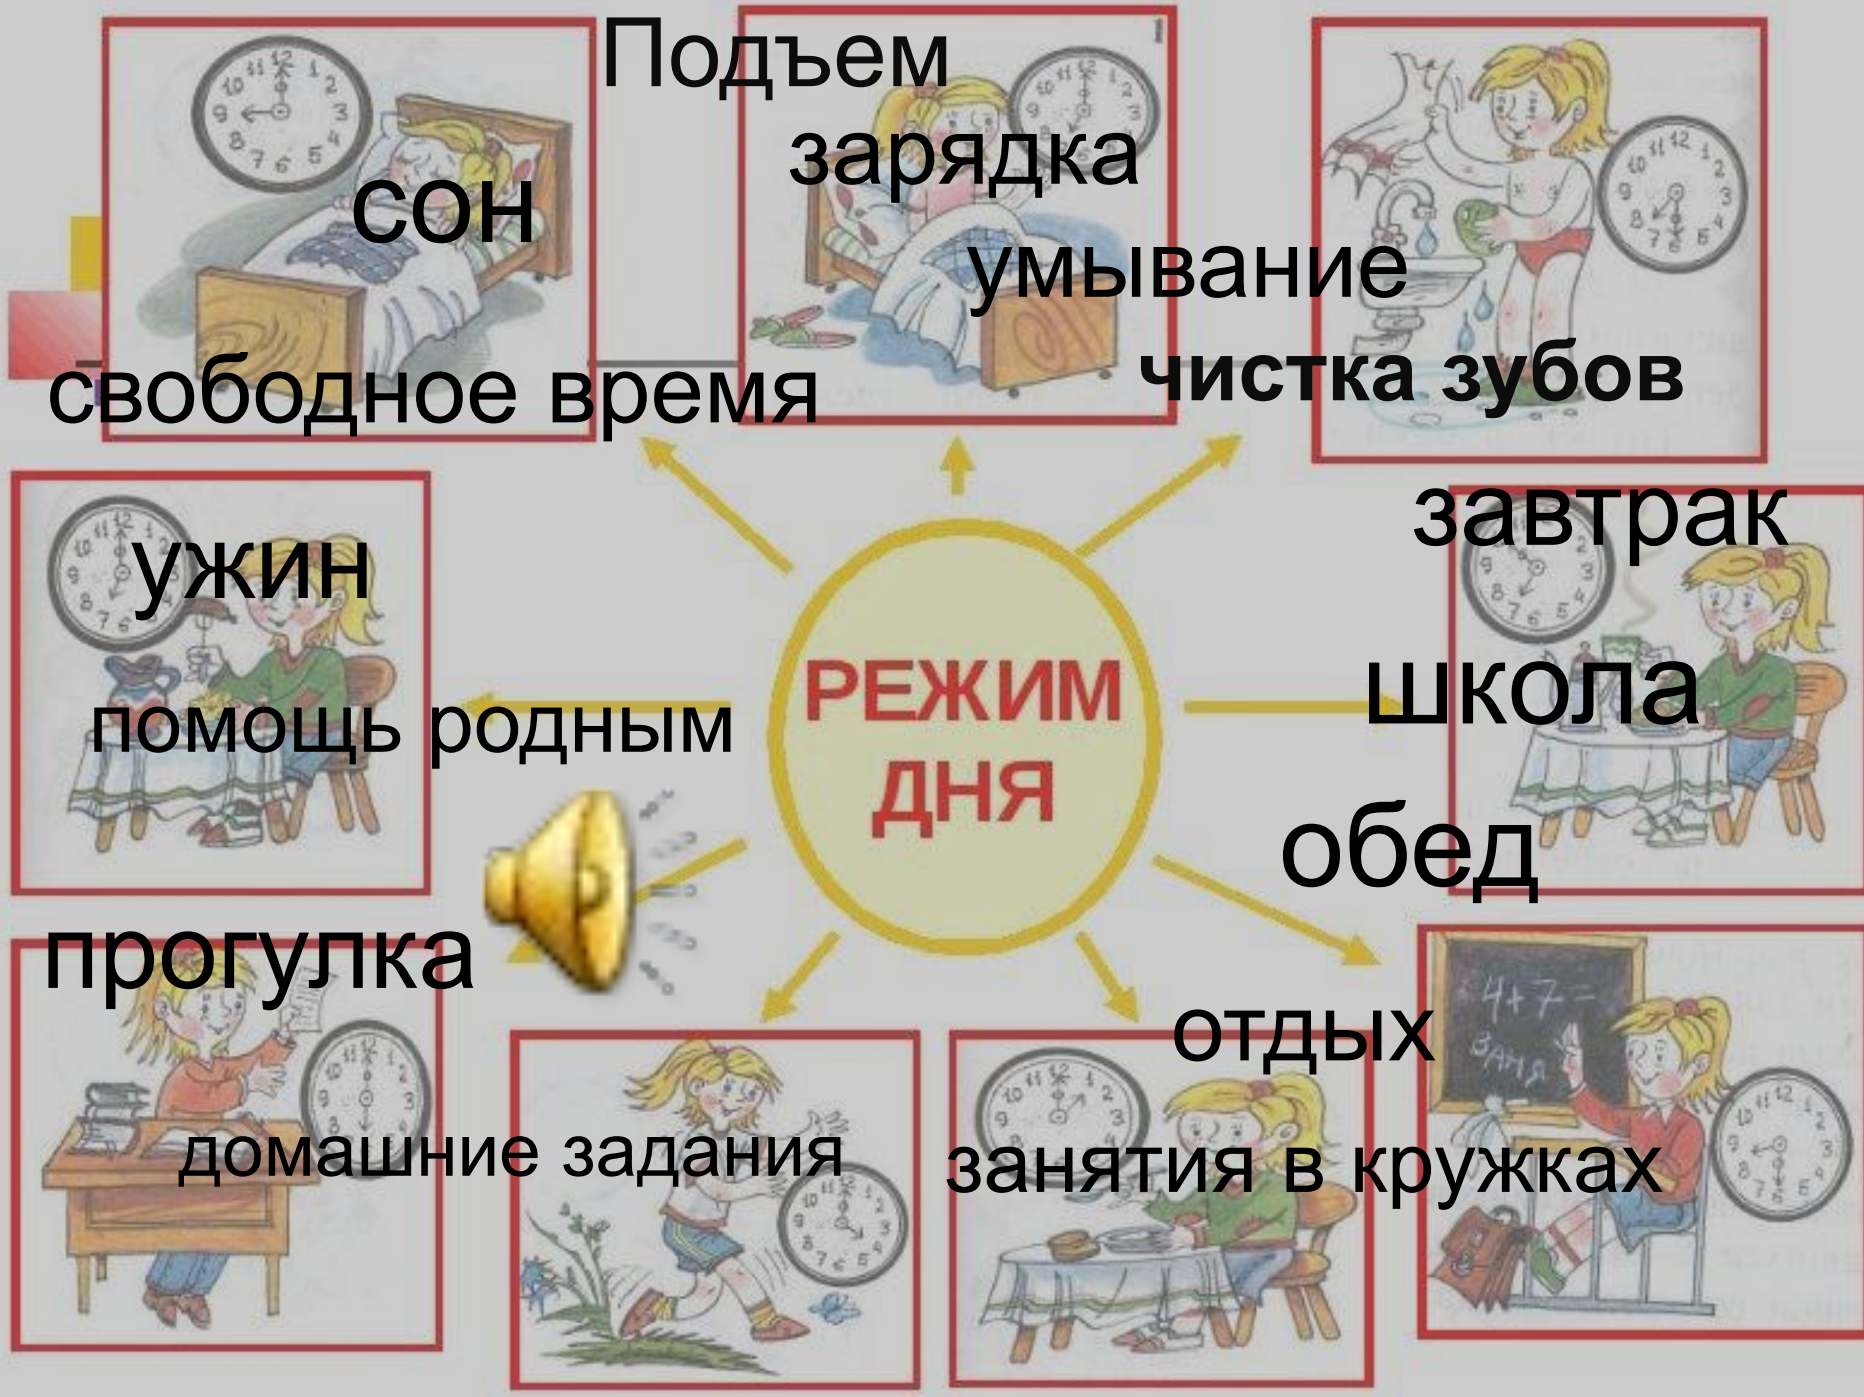 Подъем
зарядка
сон
умывание
чистка зубов
свободное время
завтрак
ужин
РЕЖИМ
ДНЯ
школа
помощь родным
обед
прогулка
4+7=
ЗАНЯ
отдых
домашние задания
занятия в кружках